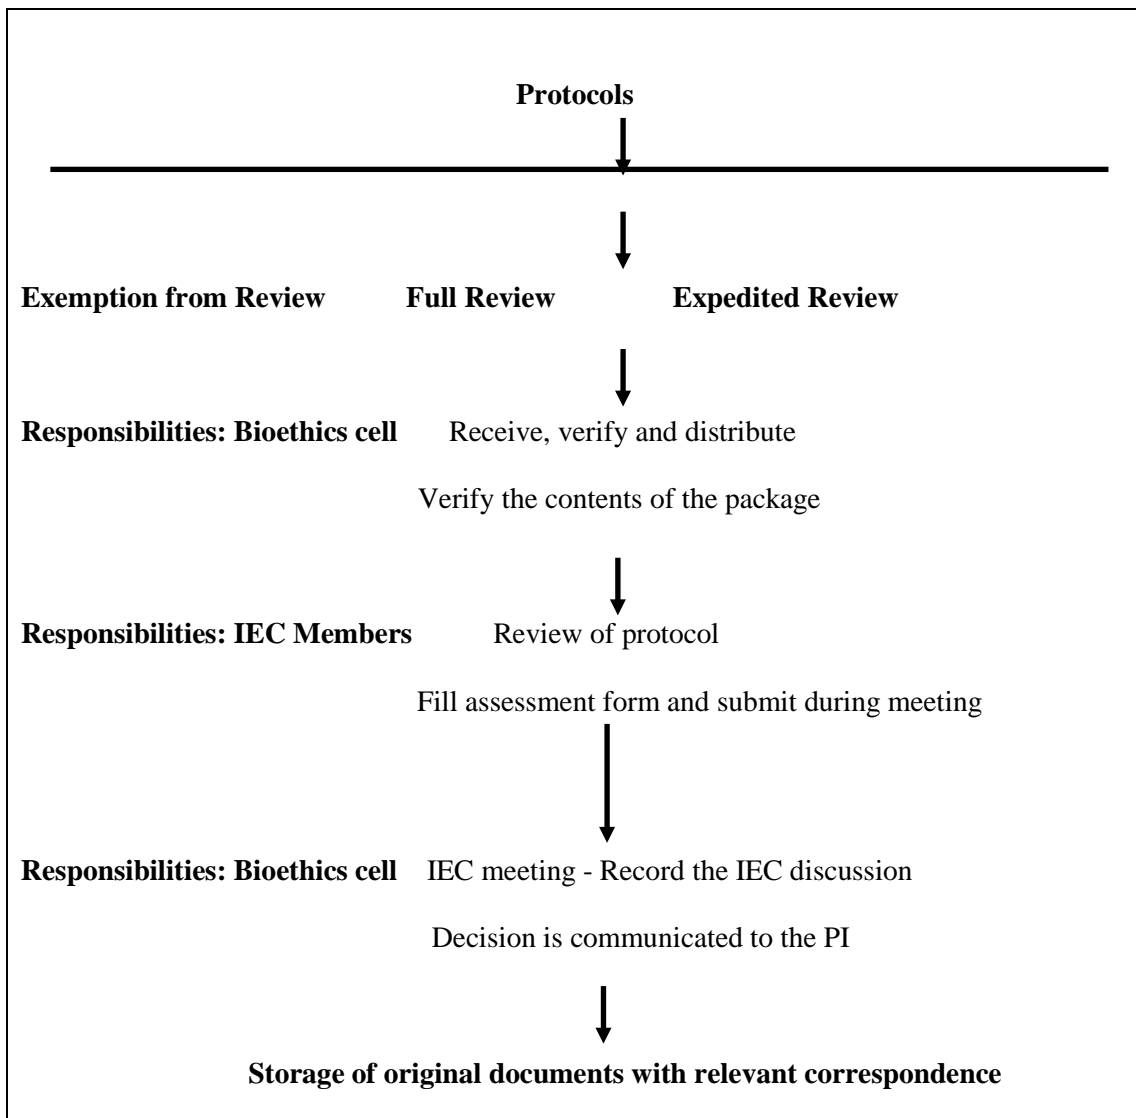 Protocols
Exemption from Review Full Review Expedited Review
Responsibilities: Bioethics cell Receive, verify and distribute
Verify the contents of the package
Responsibilities: IEC Members Review of protocol
Fill assessment form and submit during meeting
Responsibilities: Bioethics cell IEC meeting - Record the IEC discussion
Decision is communicated to the PI
Storage of original documents with relevant correspondence